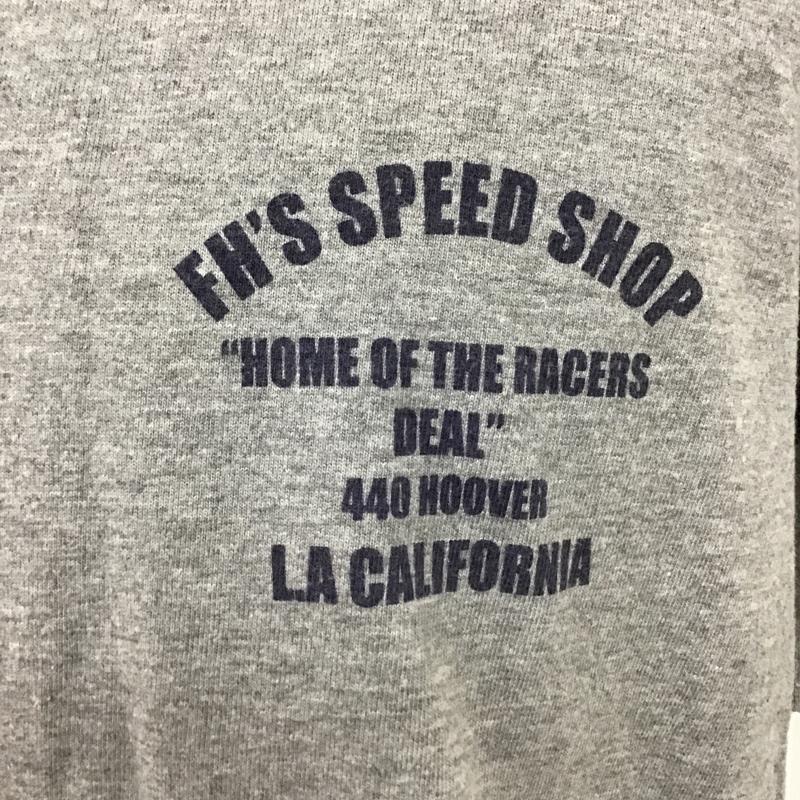 FH'S SPEED SHOP
“HOME OF THE RACERS
DEAL”
440 HOOVER
L.A CALIFORNIA